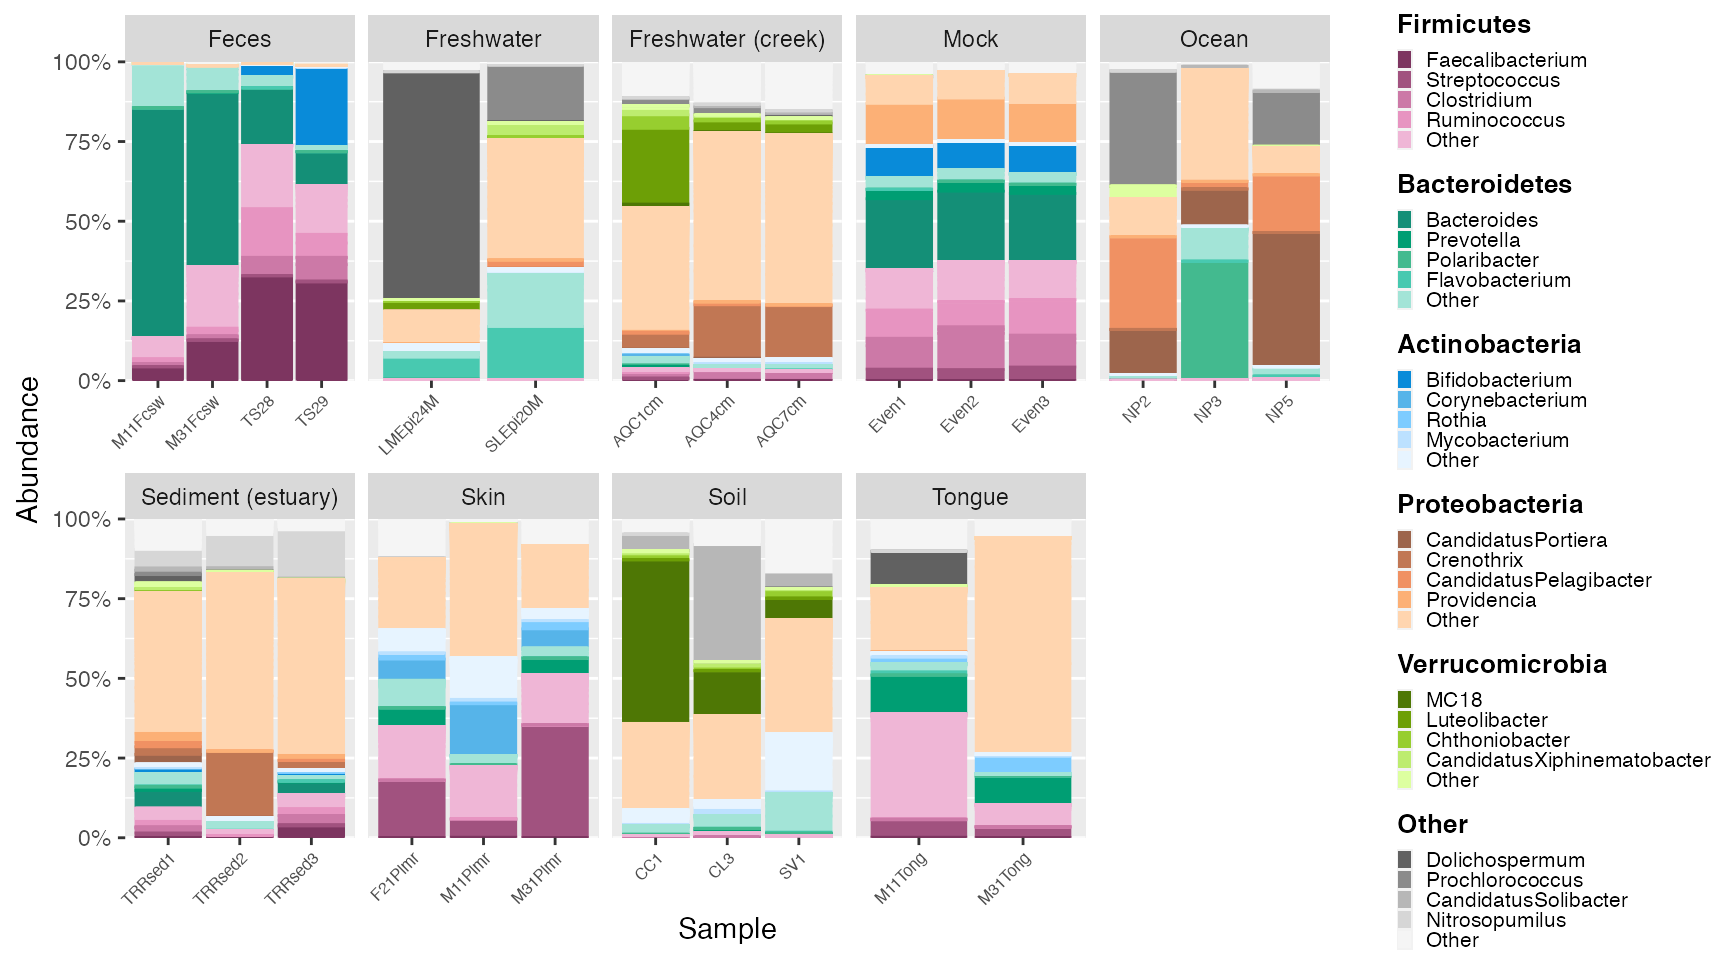 Feces
Freshwater
Freshwater (creek)
Mock
Ocean
100%
75%
50%
25%
0%
M11Fcsw
M31Fcsw
TS28
TS29
LMEpi24M
SLEpi20M
AQC1cm
AQC4cm
AQC7cm
Even1
Even2
Even3
NP2
NP3
NP5
Abundance
Sediment (estuary)
Skin
Soil
Tongue
100%
75%
50%
25%
0%
TRRsed1
TRRsed2
TRRsed3
F21Plmr
M11Plmr
M31Plmr
CC1
CL3
SV1
M11Tong
M31Tong
Sample
Firmicutes
Faecalibacterium
Streptococcus
Clostridium
Ruminococcus
Other
Bacteroidetes
Bacteroides
Prevotella
Polaribacter
Flavobacterium
Other
Actinobacteria
Bifidobacterium
Corynebacterium
Rothia
Mycobacterium
Other
Proteobacteria
CandidatusPortiera
Crenothrix
CandidatusPelagibacter
Providencia
Other
Verrucomicrobia
MC18
Luteolibacter
Chthoniobacter
CandidatusXiphinematobacter
Other
Other
Dolichospermum
Prochlorococcus
CandidatusSolibacter
Nitrosopumilus
Other